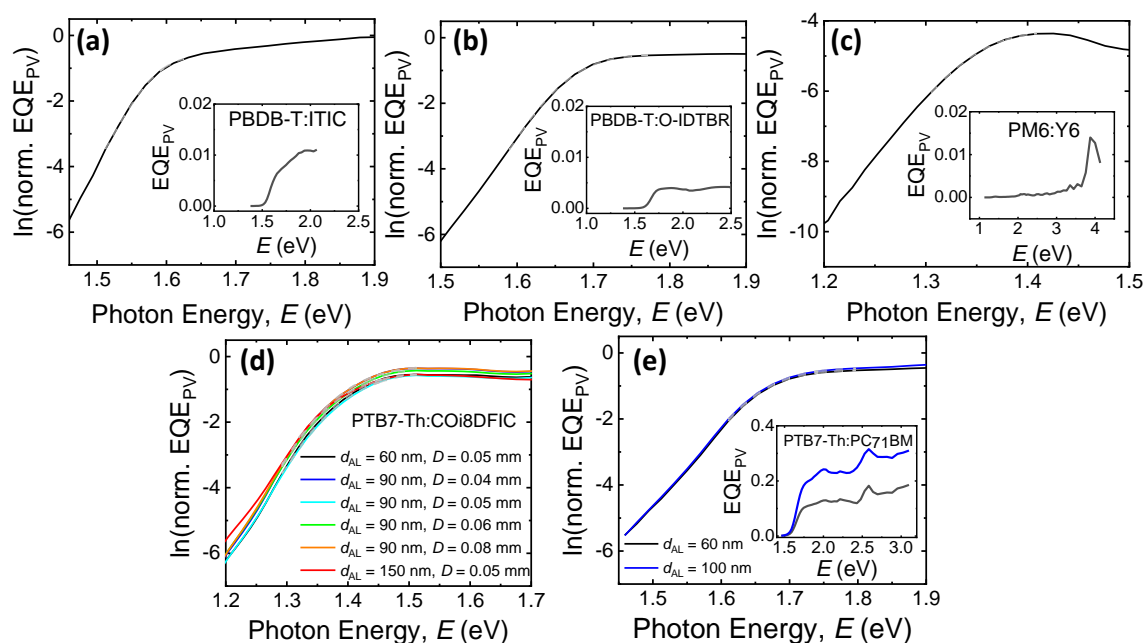 (a)
ln(norm. EQE_PV)
0
-2
-4
-6
1.5 1.6 1.7 1.8 1.9
Photon Energy, E (eV)
PBDB-T:ITIC
EQE_PV
0.02
0.01
0.00
1.0 1.5 2.0 2.5
E (eV)
(b)
ln(norm. EQE_PV)
0
-2
-4
-6
1.5 1.6 1.7 1.8 1.9
Photon Energy, E (eV)
PBDB-T:O-IDTBR
EQE_PV
0.02
0.01
0.00
1.0 1.5 2.0 2.5
E (eV)
(c)
ln(norm. EQE_PV)
-4
-6
-8
-10
1.2 1.3 1.4 1.5
Photon Energy, E (eV)
PM6:Y6
EQE_PV
0.02
0.01
0.00
1 2 3 4
E (eV)
(d)
ln(norm. EQE_PV)
0
-2
-4
-6
1.2 1.3 1.4 1.5 1.6 1.7
Photon Energy, E (eV)
PTB7-Th:COi8DFIC
d_AL = 60 nm, D = 0.05 mm
d_AL = 90 nm, D = 0.04 mm
d_AL = 90 nm, D = 0.05 mm
d_AL = 90 nm, D = 0.06 mm
d_AL = 90 nm, D = 0.08 mm
d_AL = 150 nm, D = 0.05 mm
(e)
ln(norm. EQE_PV)
0
-2
-4
-6
1.5 1.6 1.7 1.8 1.9
Photon Energy, E (eV)
d_AL = 60 nm
d_AL = 100 nm
PTB7-Th:PC71BM
EQE_PV
0.4
0.2
0.0
1.5 2.0 2.5 3.0
E (eV)